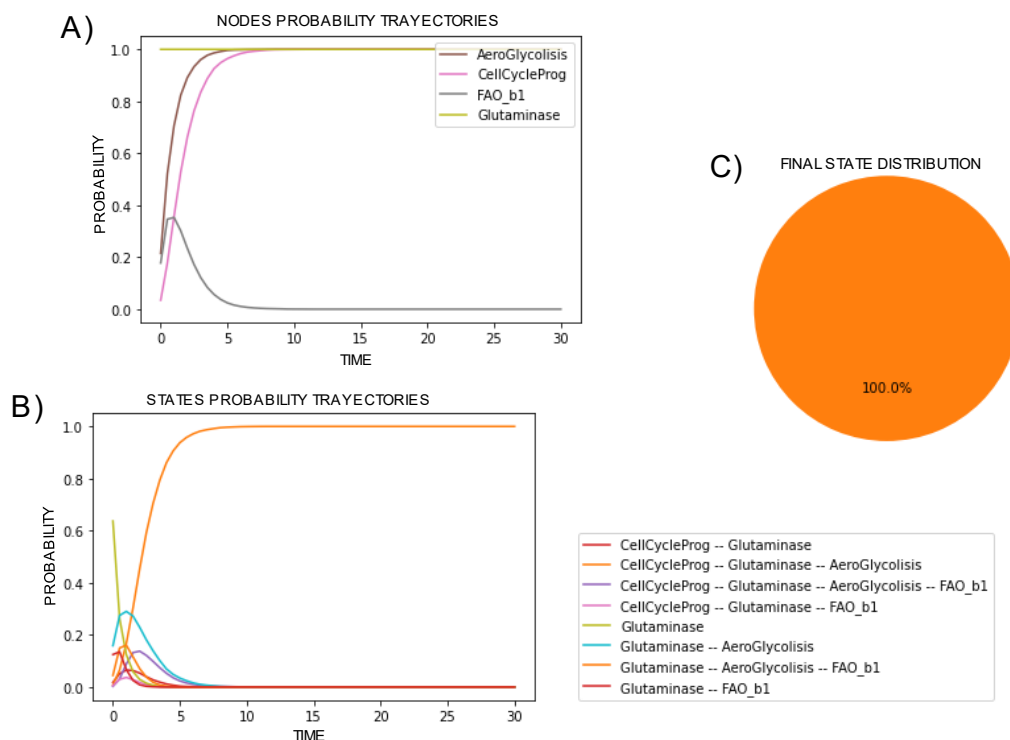 A)
NODES PROBABILITY TRAYECTORIES
PROBABILITY
1.0
0.8
0.6
0.4
0.2
0.0
AeroGlycolisis
CellCycleProg
FAO_b1
Glutaminase
0 5 10 15 20 25 30
TIME
C)
FINAL STATE DISTRIBUTION
100.0%
B)
STATES PROBABILITY TRAYECTORIES
PROBABILITY
1.0
0.8
0.6
0.4
0.2
0.0
0 5 10 15 20 25 30
TIME
CellCycleProg -- Glutaminase
CellCycleProg -- Glutaminase -- AeroGlycolisis
CellCycleProg -- Glutaminase -- AeroGlycolisis -- FAO_b1
CellCycleProg -- Glutaminase -- FAO_b1
Glutaminase
Glutaminase -- AeroGlycolisis
Glutaminase -- AeroGlycolisis -- FAO_b1
Glutaminase -- FAO_b1